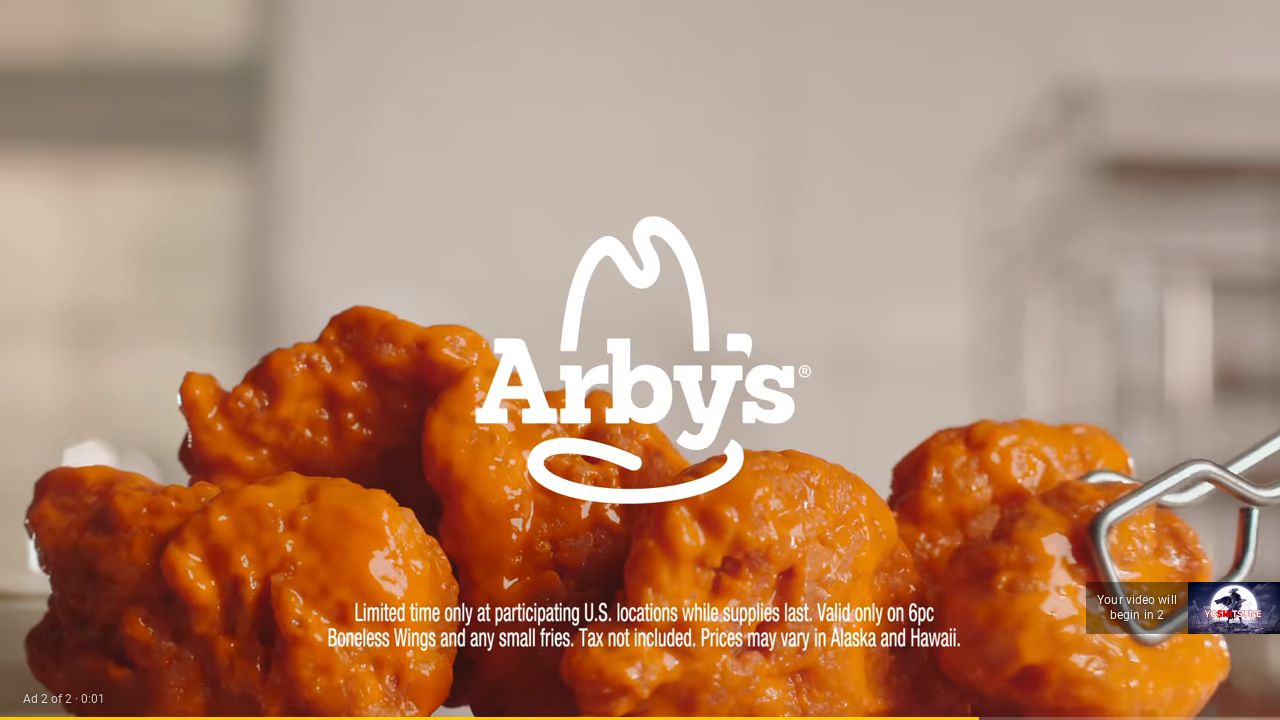 Arby's®
Limited time only at participating U.S. locations while supplies last. Valid only on 6pc
Boneless Wings and any small fries. Tax not included. Prices may vary in Alaska and Hawaii.
Your video will
begin in 2
YOSHITSUNE
Ad 2 of 2 · 0:01